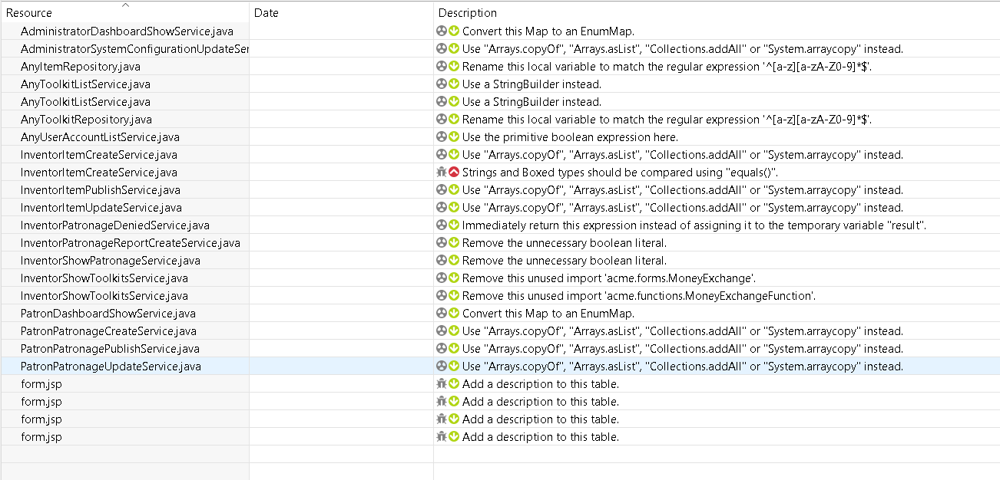 Resource Date Description
AdministratorDashboardShowService.java Convert this Map to an EnumMap.
AdministratorSystemConfigurationUpdateSer Use "Arrays.copyOf", "Arrays.asList", "Collections.addAll" or "System.arraycopy" instead.
AnyItemRepository.java Rename this local variable to match the regular expression '^[a-z][a-zA-Z0-9]*$'.
AnyToolkitListService.java Use a StringBuilder instead.
AnyToolkitListService.java Use a StringBuilder instead.
AnyToolkitRepository.java Rename this local variable to match the regular expression '^[a-z][a-zA-Z0-9]*$'.
AnyUserAccountListService.java Use the primitive boolean expression here.
InventorItemCreateService.java Use "Arrays.copyOf", "Arrays.asList", "Collections.addAll" or "System.arraycopy" instead.
InventorItemCreateService.java Strings and Boxed types should be compared using "equals()".
InventorItemPublishService.java Use "Arrays.copyOf", "Arrays.asList", "Collections.addAll" or "System.arraycopy" instead.
InventorItemUpdateService.java Use "Arrays.copyOf", "Arrays.asList", "Collections.addAll" or "System.arraycopy" instead.
InventorPatronageDeniedService.java Immediately return this expression instead of assigning it to the temporary variable "result".
InventorPatronageReportCreateService.java Remove the unnecessary boolean literal.
InventorShowPatronageService.java Remove the unnecessary boolean literal.
InventorShowToolkitsService.java Remove this unused import 'acme.forms.MoneyExchange'.
InventorShowToolkitsService.java Remove this unused import 'acme.functions.MoneyExchangeFunction'.
PatronDashboardShowService.java Convert this Map to an EnumMap.
PatronPatronageCreateService.java Use "Arrays.copyOf", "Arrays.asList", "Collections.addAll" or "System.arraycopy" instead.
PatronPatronagePublishService.java Use "Arrays.copyOf", "Arrays.asList", "Collections.addAll" or "System.arraycopy" instead.
PatronPatronageUpdateService.java Use "Arrays.copyOf", "Arrays.asList", "Collections.addAll" or "System.arraycopy" instead.
form.jsp Add a description to this table.
form.jsp Add a description to this table.
form.jsp Add a description to this table.
form.jsp Add a description to this table.